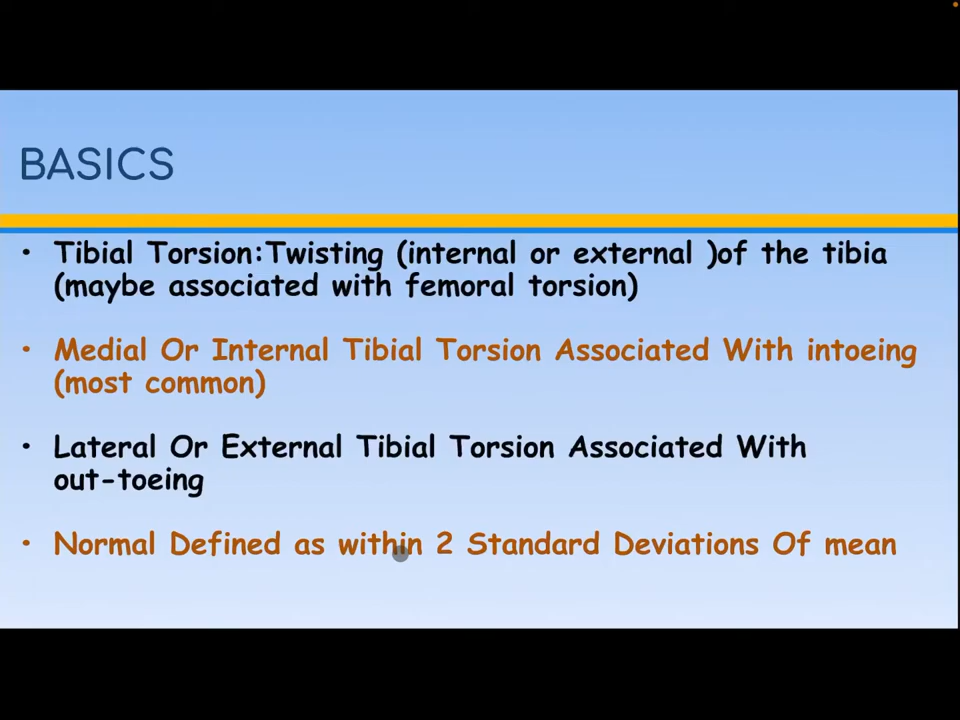 BASICS
• Tibial Torsion:Twisting (internal or external )of the tibia
(maybe associated with femoral torsion)
• Medial Or Internal Tibial Torsion Associated With intoeing
(most common)
• Lateral Or External Tibial Torsion Associated With
out-toeing
• Normal Defined as within 2 Standard Deviations Of mean